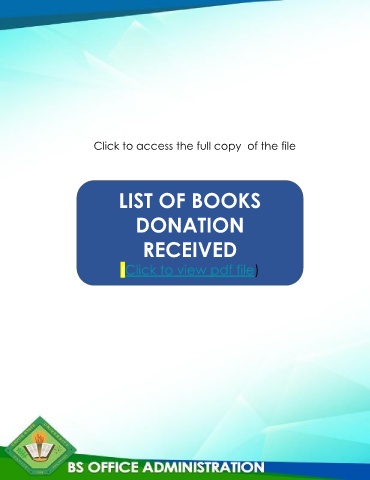 Click to access the full copy of the file
LIST OF BOOKS
DONATION
RECEIVED
(Click to view pdf file)
BS OFFICE ADMINISTRATION